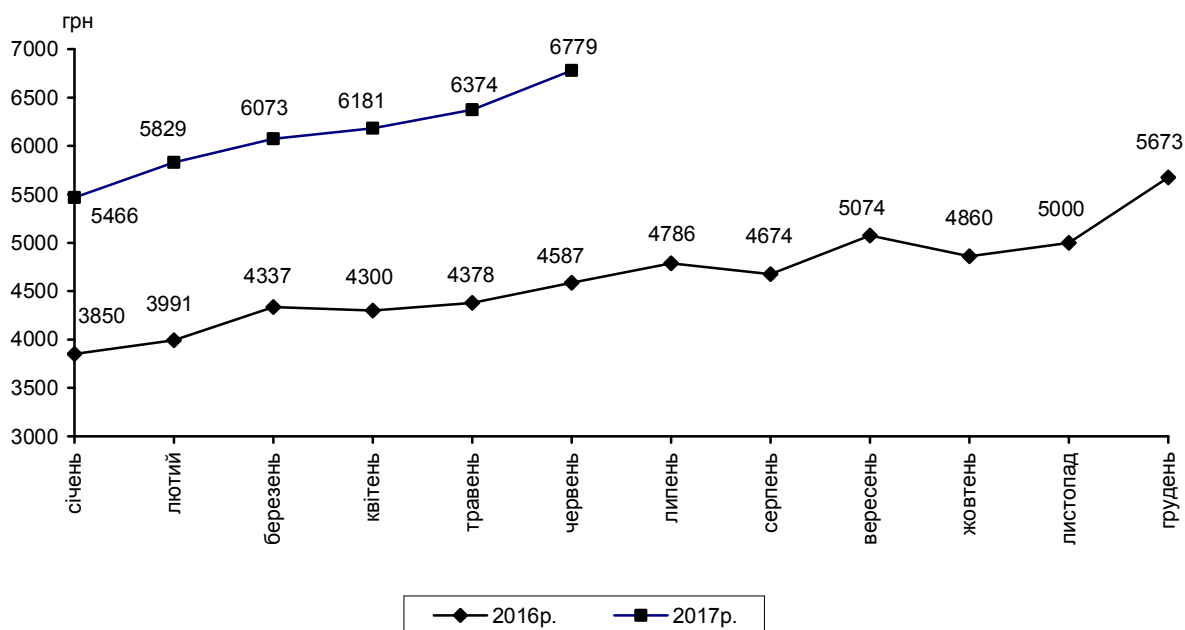 грн
7000
6500
6000
5500
5000
4500
4000
3500
3000
5466
5829
6073
6181
6374
6779
3850
3991
4337
4300
4378
4587
4786
4674
5074
4860
5000
5673
січень
лютий
березень
квітень
травень
червень
липень
серпень
вересень
жовтень
листопад
грудень
2016р. 2017р.